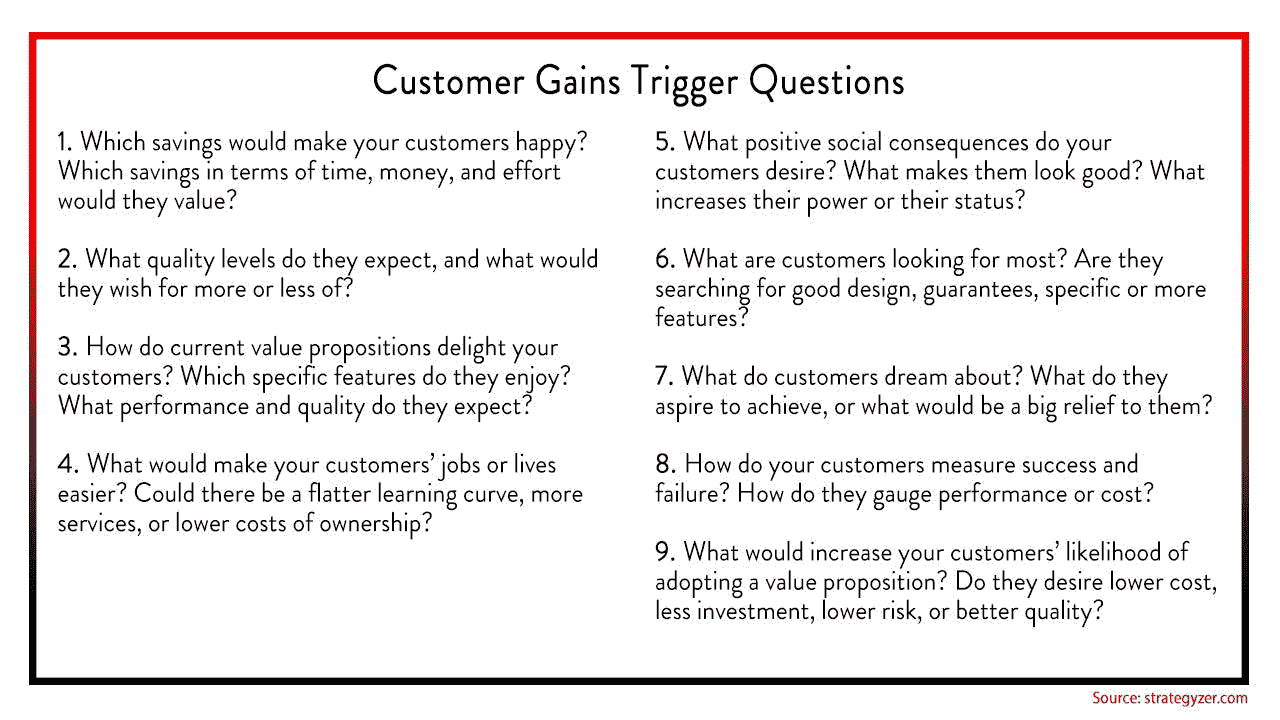 Customer Gains Trigger Questions
1. Which savings would make your customers happy?
Which savings in terms of time, money, and effort
would they value?
2. What quality levels do they expect, and what would
they wish for more or less of?
3. How do current value propositions delight your
customers? Which specific features do they enjoy?
What performance and quality do they expect?
4. What would make your customers' jobs or lives
easier? Could there be a flatter learning curve, more
services, or lower costs of ownership?
5. What positive social consequences do your
customers desire? What makes them look good? What
increases their power or their status?
6. What are customers looking for most? Are they
searching for good design, guarantees, specific or more
features?
7. What do customers dream about? What do they
aspire to achieve, or what would be a big relief to them?
8. How do your customers measure success and
failure? How do they gauge performance or cost?
9. What would increase your customers' likelihood of
adopting a value proposition? Do they desire lower cost,
less investment, lower risk, or better quality?
Source: strategyzer.com